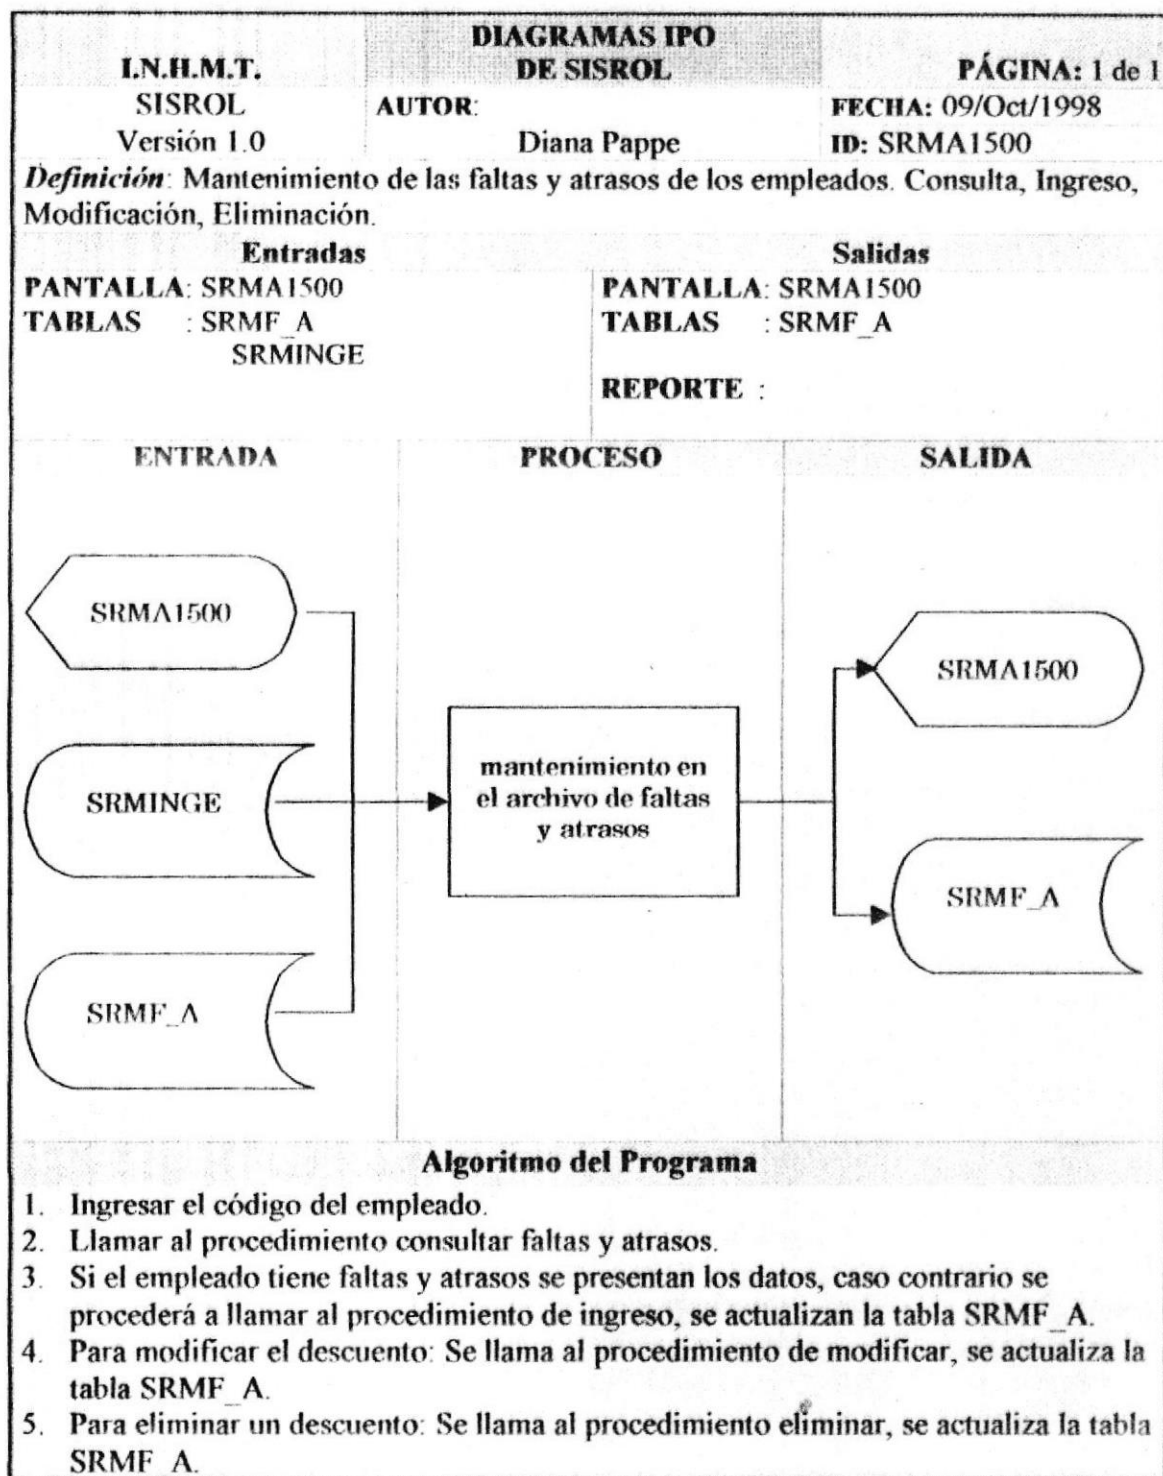 DIAGRAMAS IPO
I.N.H.M.T.
DE SISROL
PÁGINA: 1 de 1
SISROL
AUTOR:
FECHA: 09/Oct/1998
Versión 1.0
Diana Pappe
ID: SRMA1500
Definición: Mantenimiento de las faltas y atrasos de los empleados. Consulta, Ingreso,
Modificación, Eliminación.
Entradas
Salidas
PANTALLA: SRMA1500
TABLAS : SRMF_A
SRMINGE
PANTALLA: SRMA1500
TABLAS : SRMF_A
REPORTE :
ENTRADA
PROCESO
SALIDA
SRMA1500
SRMINGE
SRMF_A
mantenimiento en
el archivo de faltas
y atrasos
SRMA1500
SRMF_A
Algoritmo del Programa
1. Ingresar el código del empleado.
2. Llamar al procedimiento consultar faltas y atrasos.
3. Si el empleado tiene faltas y atrasos se presentan los datos, caso contrario se
procederá a llamar al procedimiento de ingreso, se actualizan la tabla SRMF_A.
4. Para modificar el descuento: Se llama al procedimiento de modificar, se actualiza la
tabla SRMF_A.
5. Para eliminar un descuento: Se llama al procedimiento eliminar, se actualiza la tabla
SRMF_A.